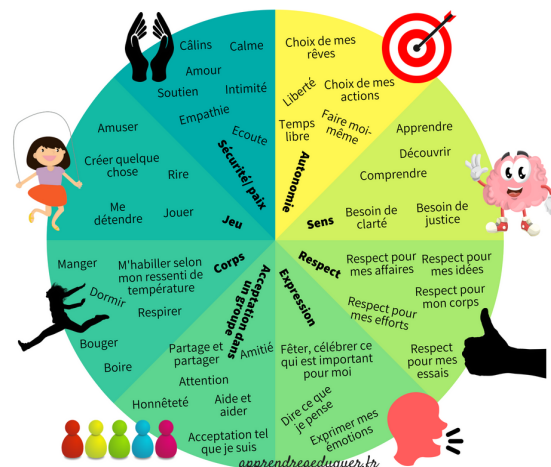 Câlins
Calme
Amour
Soutien
Intimité
Empathie
Ecoute
Sécurité/ paix
Choix de mes
rêves
Liberté
Choix de mes
actions
Temps
libre
Faire moi-
même
Autonomie
Apprendre
Découvrir
Comprendre
Besoin de
clarté
Besoin de
justice
Sens
Respect
Respect pour
mes affaires
Respect pour
mes idées
Respect pour
mon corps
Respect pour
mes efforts
Respect
pour mes
essais
Expression
Fêter, célébrer ce
qui est important
pour moi
Dire ce que
je pense
Exprimer mes
émotions
Acceptation dans
un groupe
Amitié
Partage et
partager
Attention
Honnêteté
Aide et
aider
Acceptation tel
que je suis
Corps
Manger
M'habiller selon
mon ressenti de
température
Dormir
Respirer
Bouger
Boire
Jeu
Amuser
Créer quelque
chose
Rire
Me
détendre
Jouer
apprendreaeduquer.fr